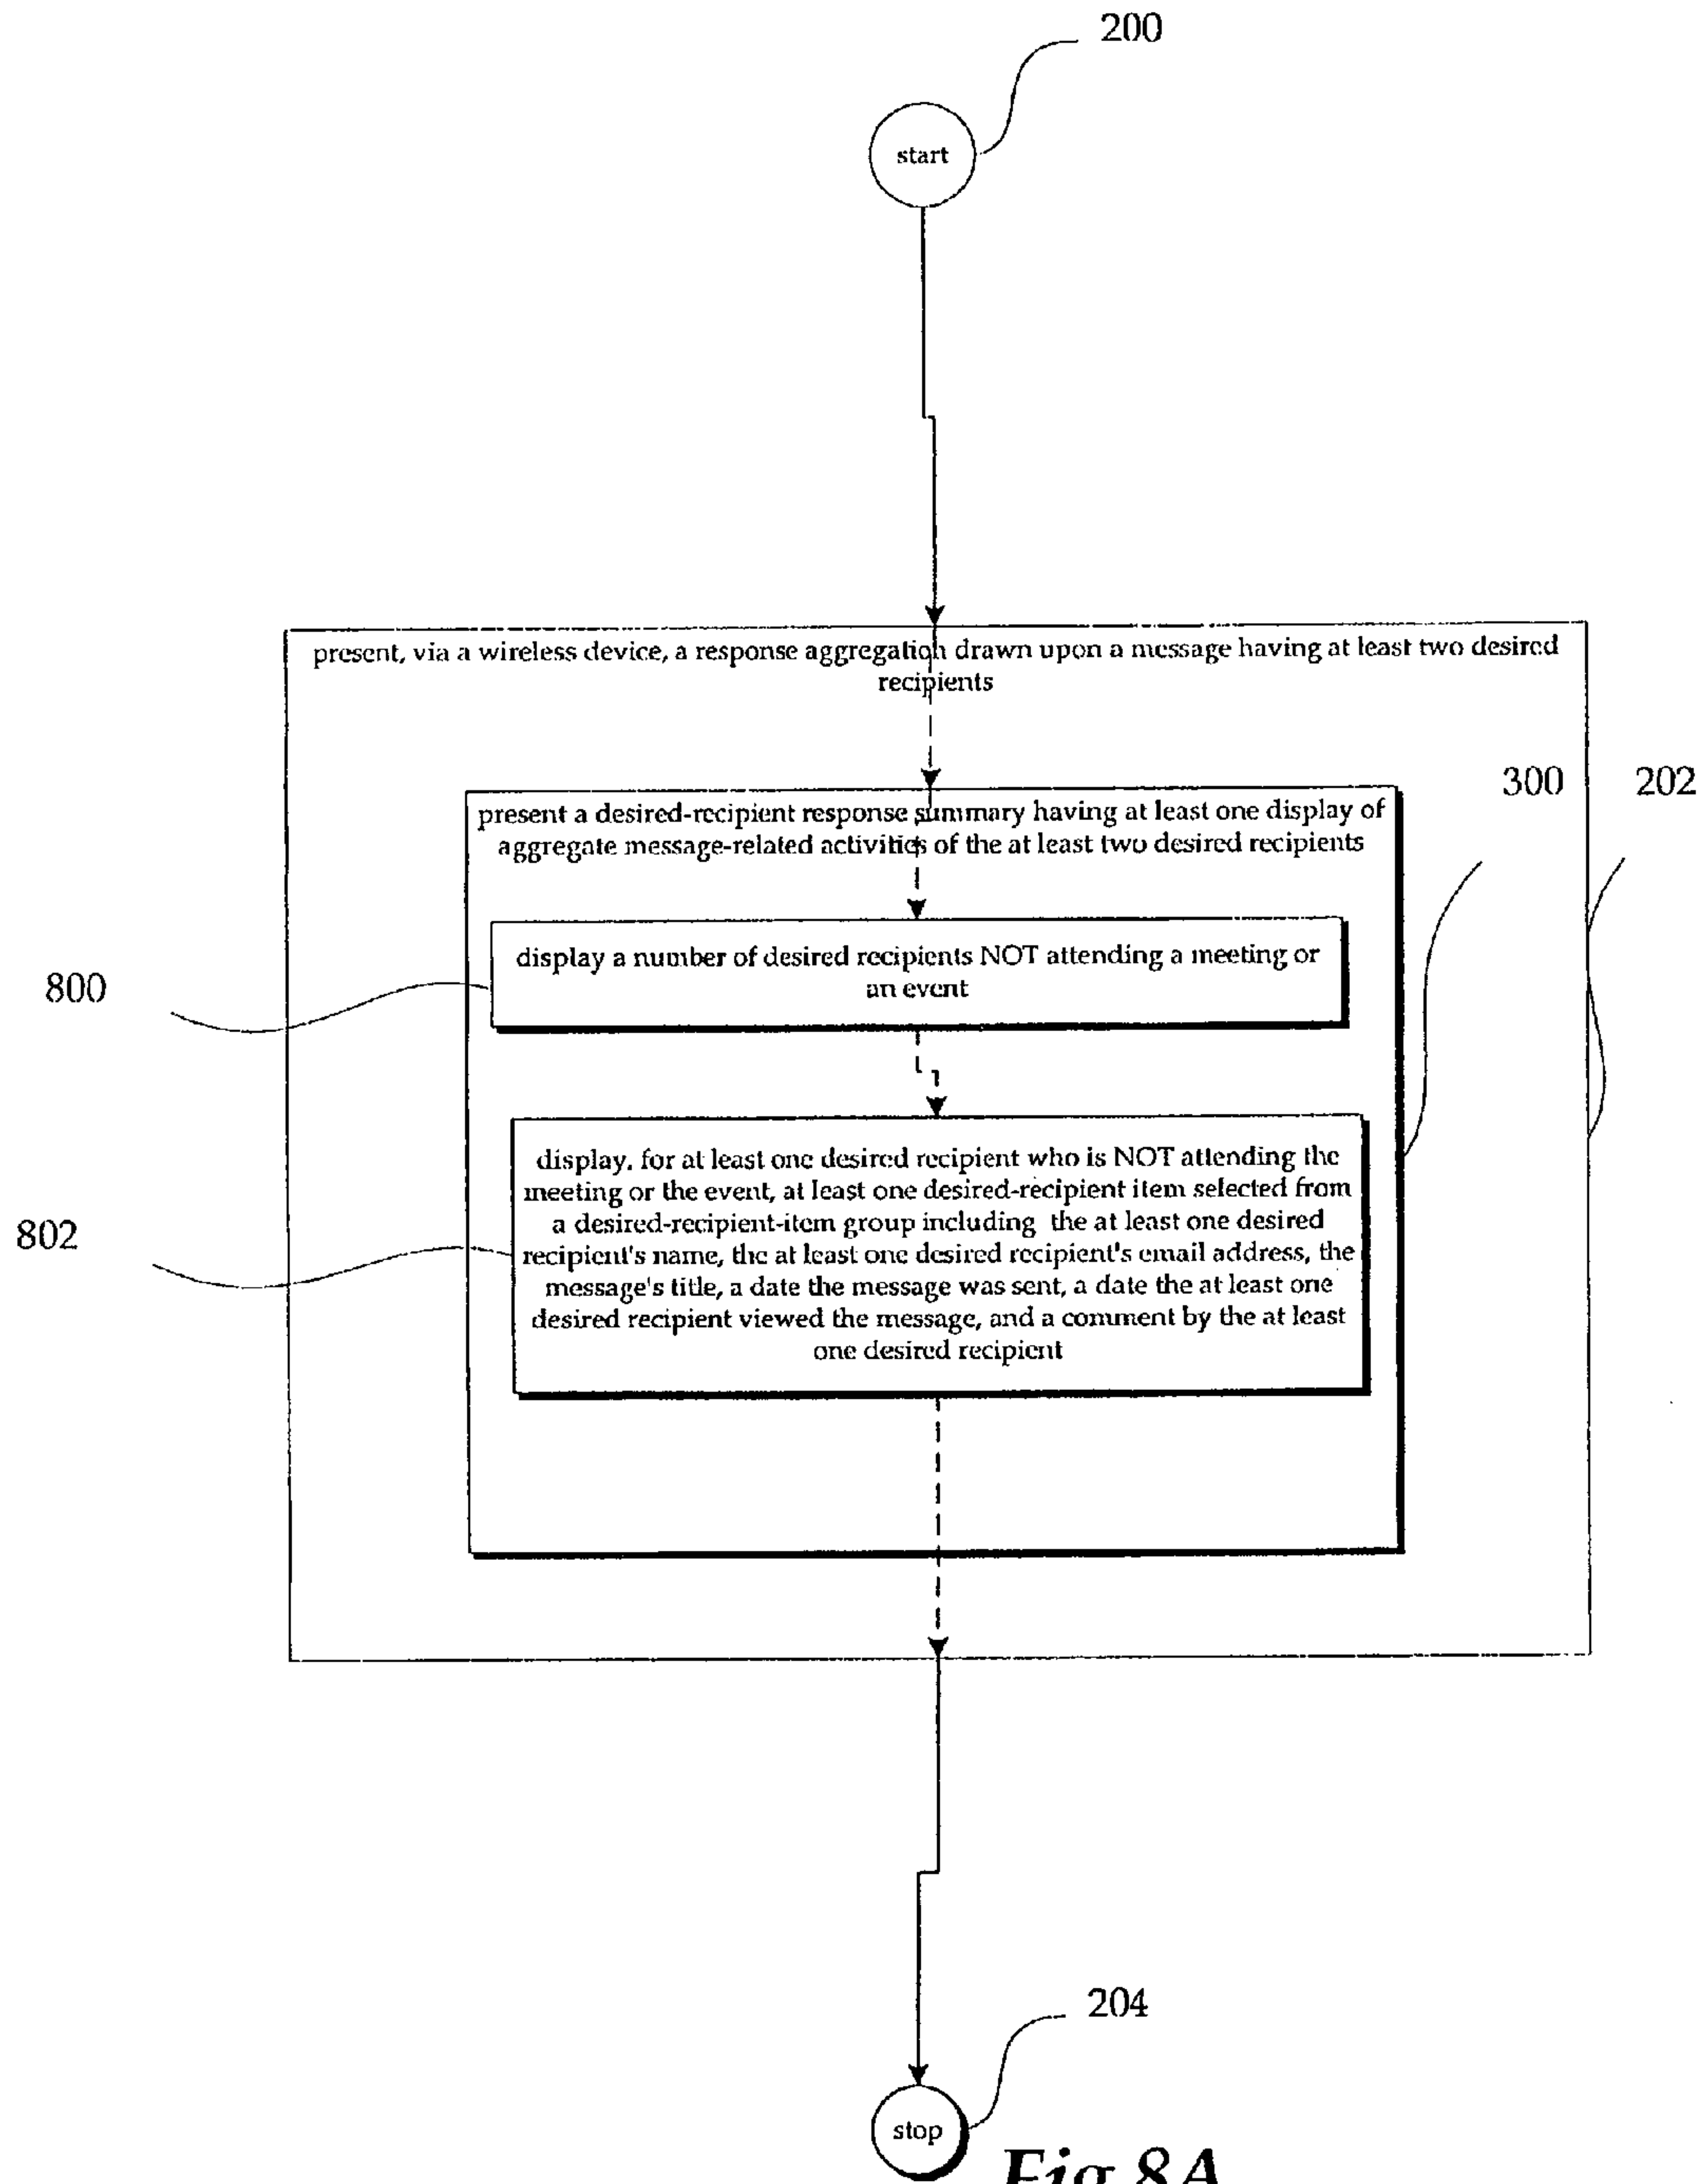 200
start
present, via a wireless device, a response aggregation drawn upon a message having at least two desired
recipients
300
202
present a desired-recipient response summary having at least one display of
aggregate message-related activities of the at least two desired recipients
display a number of desired recipients NOT attending a meeting or
an event
800
display, for at least one desired recipient who is NOT attending the
meeting or the event, at least one desired-recipient item selected from
a desired-recipient-item group including the at least one desired
recipient's name, the at least one desired recipient's email address, the
message's title, a date the message was sent, a date the at least one
desired recipient viewed the message, and a comment by the at least
one desired recipient
802
204
stop
Fig 8A